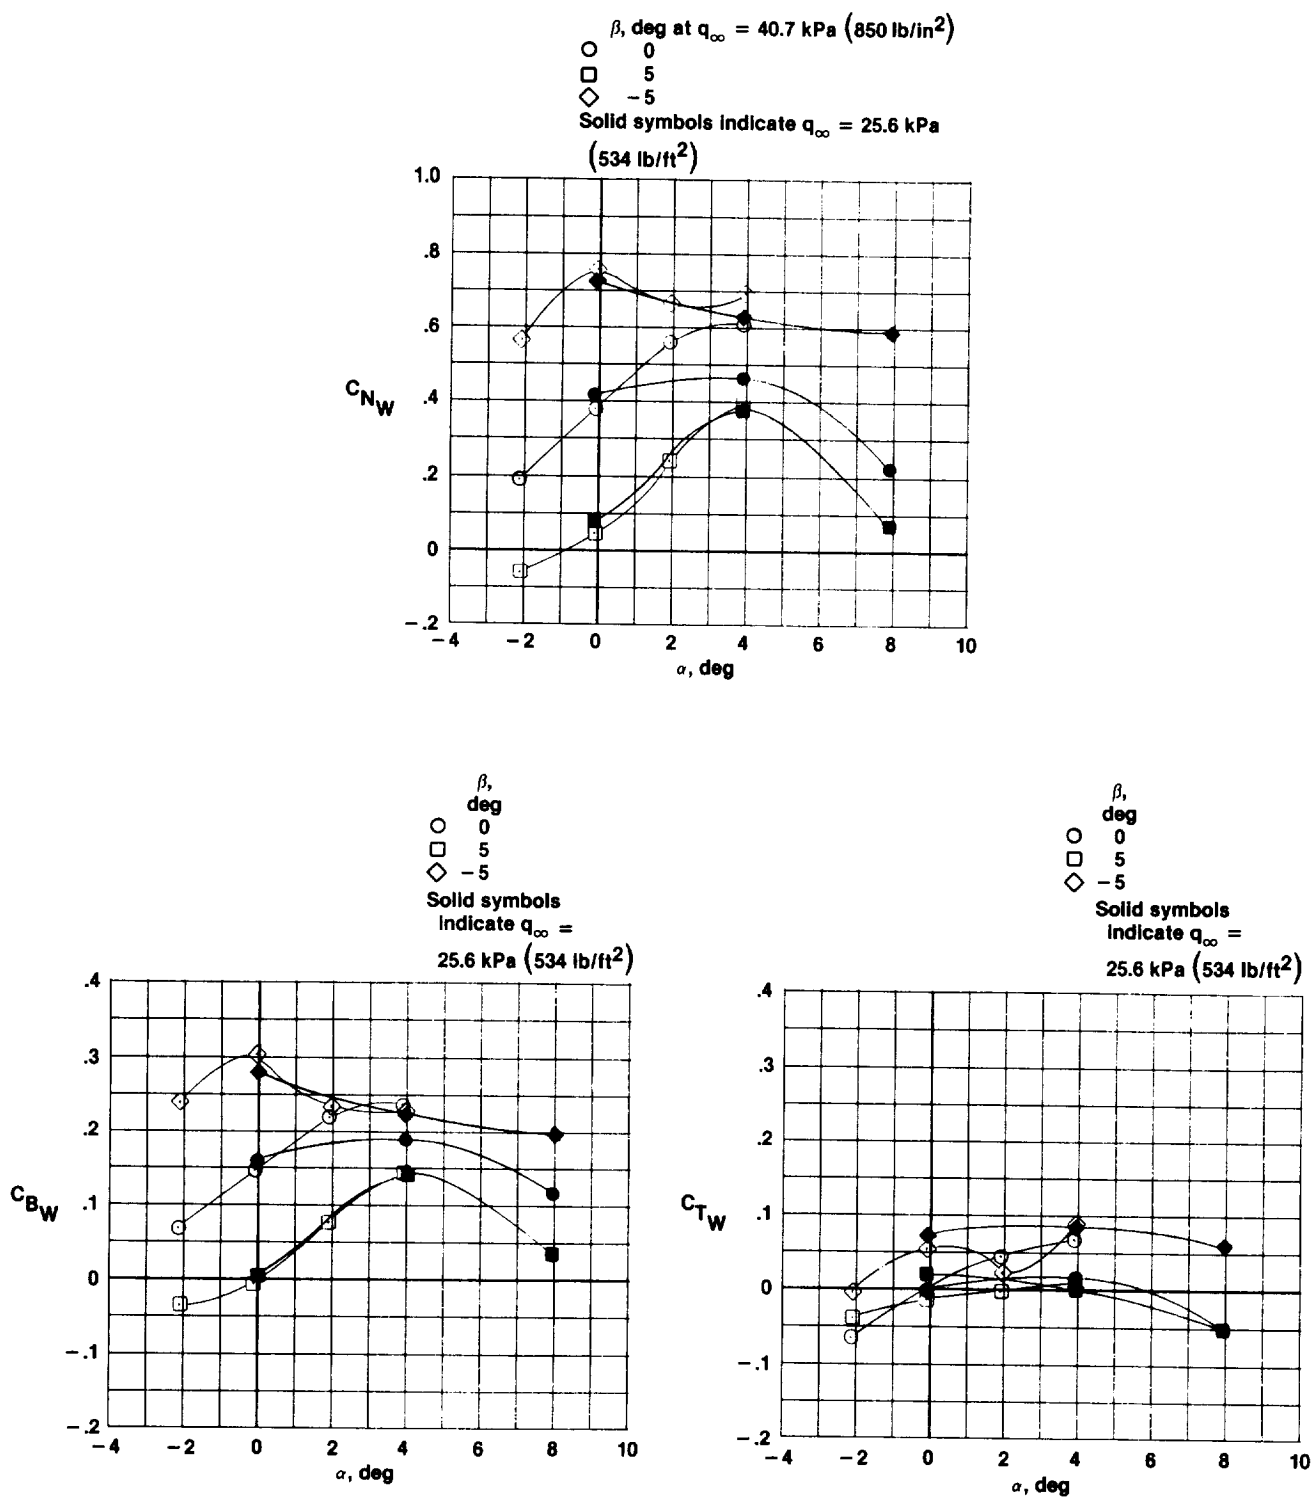 β, deg at q∞ = 40.7 kPa (850 lb/in²)
0
5
−5
Solid symbols indicate q∞ = 25.6 kPa
(534 lb/ft²)
1.0
.8
.6
.4
.2
0
−.2
C_N_W
−4 −2 0 2 4 6 8 10
α, deg
β,
deg
0
5
−5
Solid symbols
indicate q∞ =
25.6 kPa (534 lb/ft²)
.4
.3
.2
.1
0
−.1
−.2
C_B_W
−4 −2 0 2 4 6 8 10
α, deg
β,
deg
0
5
−5
Solid symbols
indicate q∞ =
25.6 kPa (534 lb/ft²)
.4
.3
.2
.1
0
−.1
−.2
C_T_W
−4 −2 0 2 4 6 8 10
α, deg